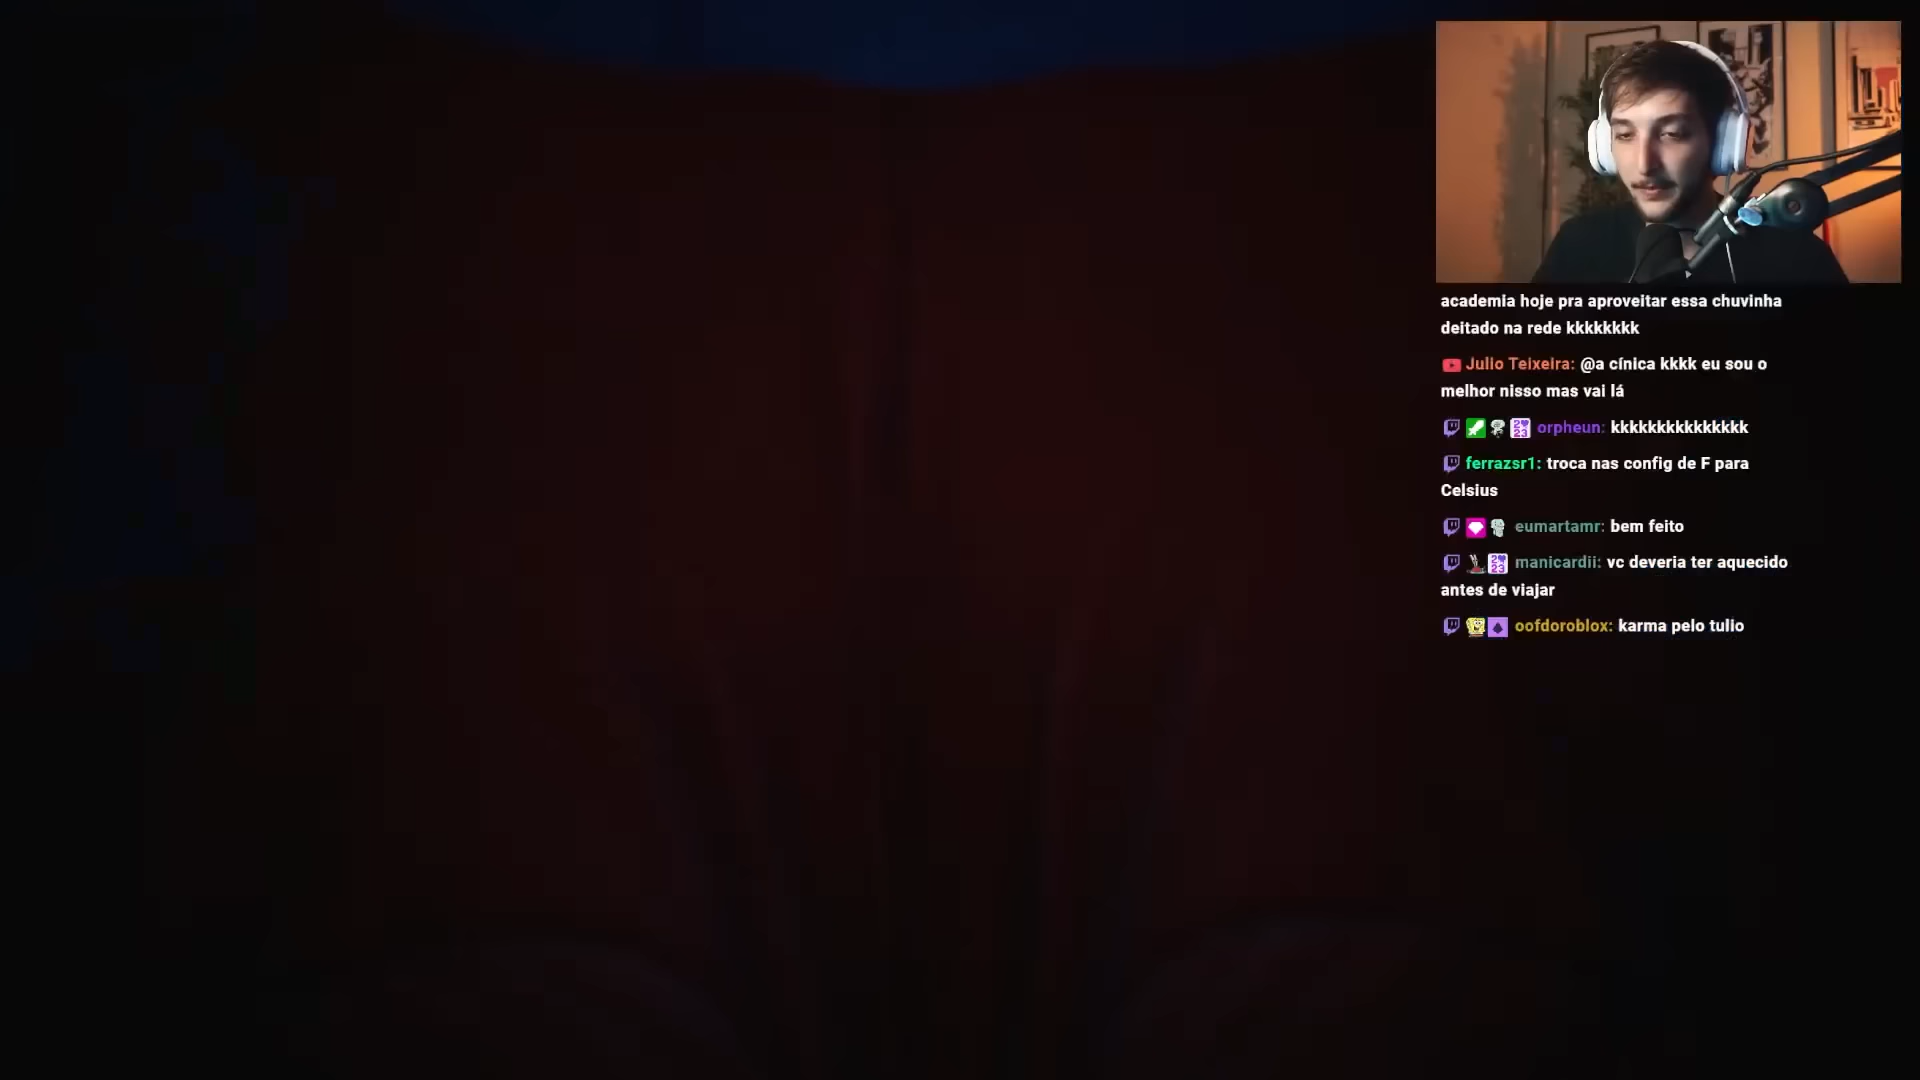 academia hoje pra aproveitar essa chuvinha
deitado na rede kkkkkkkk
Julio Teixeira: @a cínica kkkk eu sou o
melhor nisso mas vai lá
orpheun: kkkkkkkkkkkkkkk
ferrazsr1: troca nas config de F para
Celsius
eumartamr: bem feito
manicardii: vc deveria ter aquecido
antes de viajar
oofdoroblox: karma pelo tulio